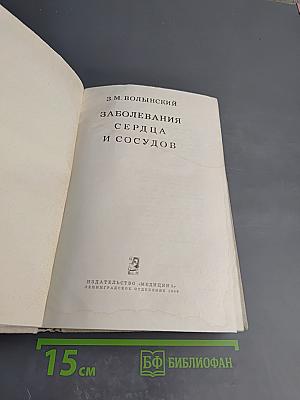 З. М. ВОЛЫНСКИЙ
ЗАБОЛЕВАНИЯ
СЕРДЦА
И СОСУДОВ
ИЗДАТЕЛЬСТВО «МЕДИЦИНА»
ЛЕНИНГРАДСКОЕ ОТДЕЛЕНИЕ
15 СМ
БФ БИБЛИОФАН